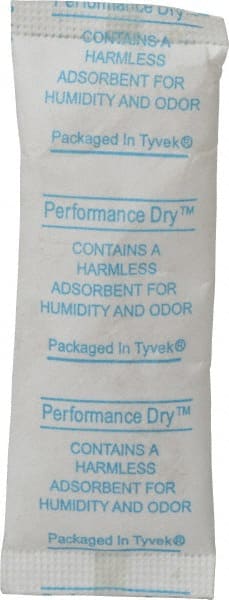 Performance Dry
CONTAINS A
HARMLESS
ADSORBENT FOR
HUMIDITY AND ODOR
Packaged In Tyvek®
Performance Dry™
CONTAINS A
HARMLESS
ADSORBENT FOR
HUMIDITY AND ODOR
Packaged In Tyvek®
Performance Dry™
CONTAINS A
HARMLESS
ADSORBENT FOR
HUMIDITY AND ODOR
Packaged In Tyvek®